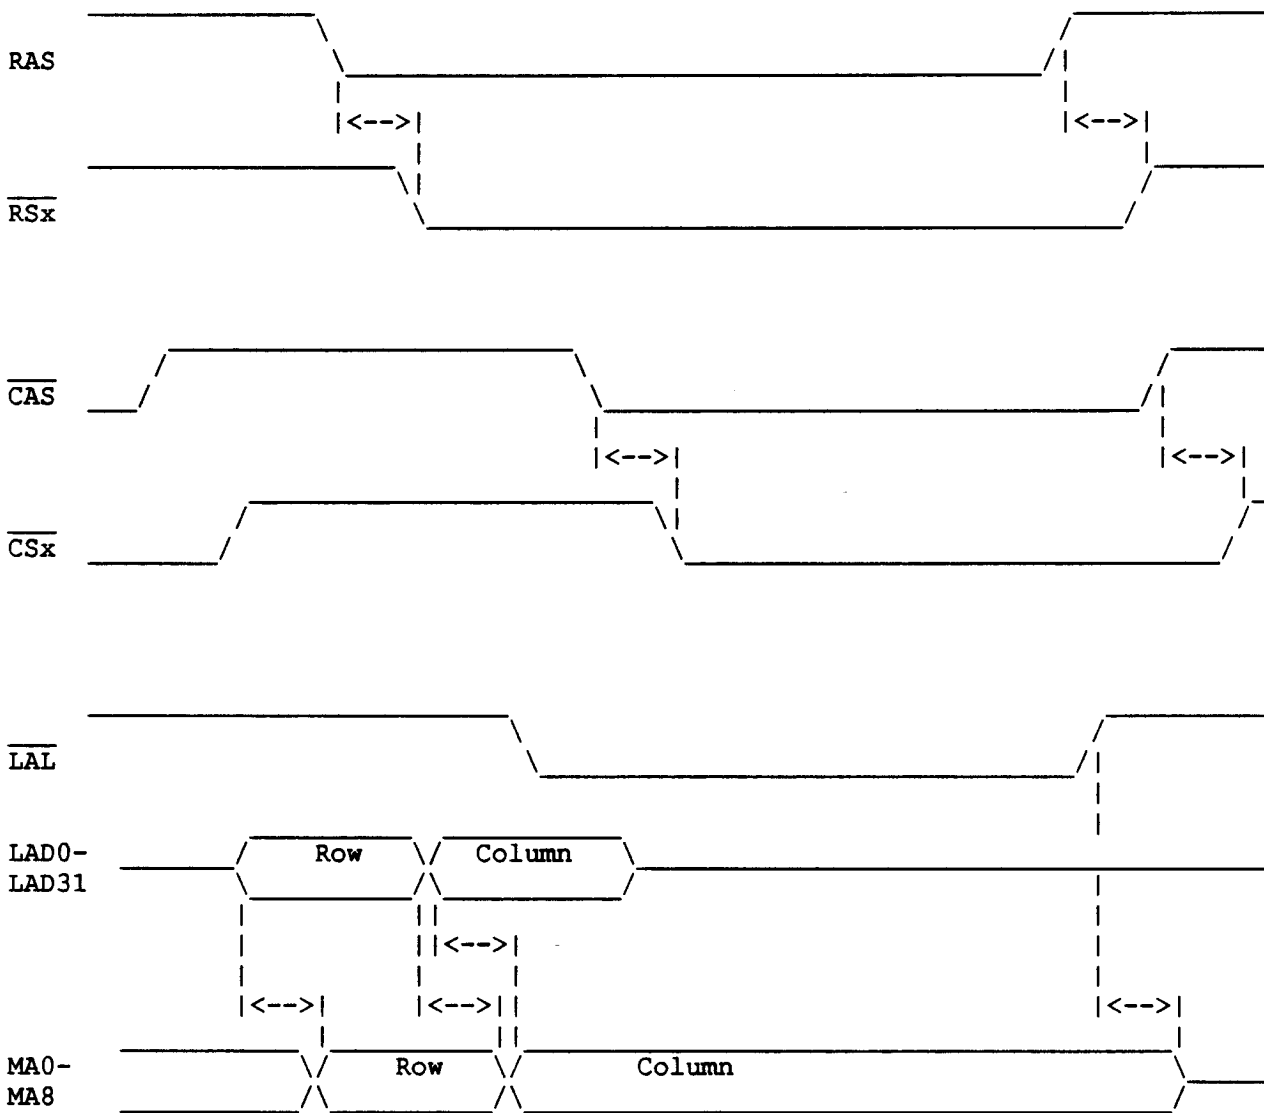 RAS
|<-->| |<-->|
RSx
CAS
|<-->| |<-->|
CSx
LAL
LAD0- Row Column
LAD31
|<-->|
|<-->| |<-->| |<-->|
MA0- Row Column
MA8